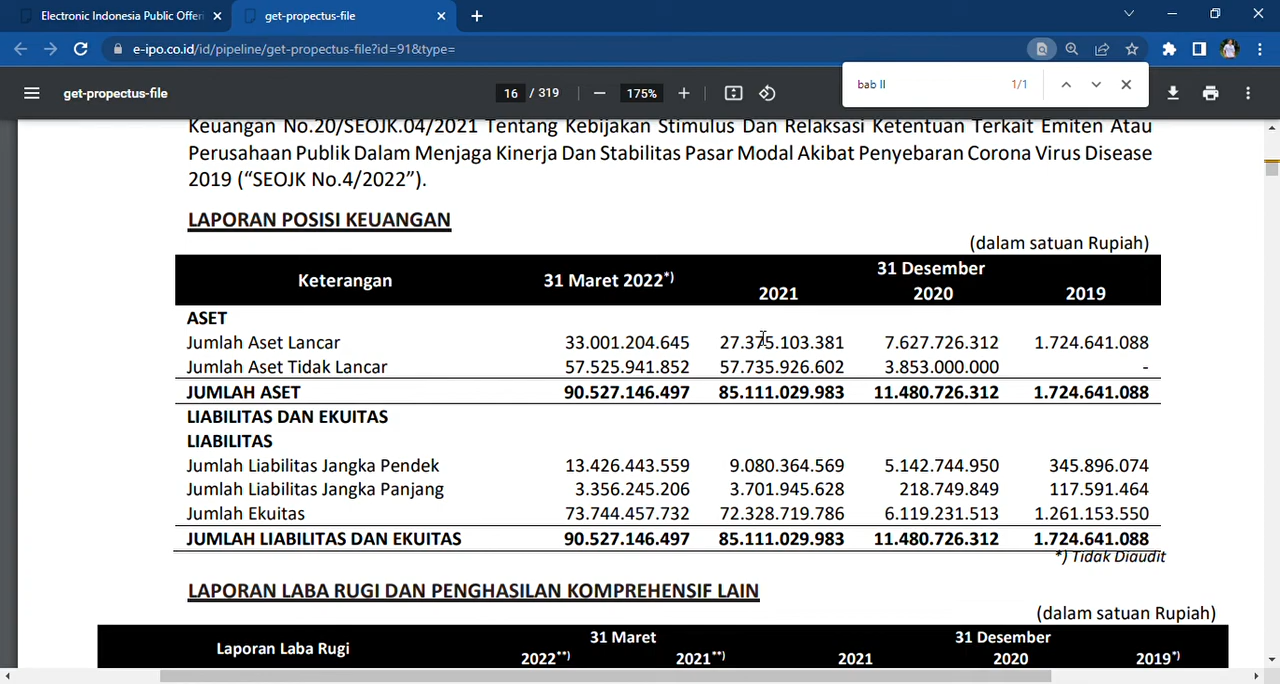 Electronic Indonesia Public Offeri
get-propectus-file
e-ipo.co.id/id/pipeline/get-propectus-file?id=91&type=
bab II 1/1
get-propectus-file 16 / 319 175%
Keuangan No.20/SEOJK.04/2021 Tentang Kebijakan Stimulus Dan Relaksasi Ketentuan Terkait Emiten Atau
Perusahaan Publik Dalam Menjaga Kinerja Dan Stabilitas Pasar Modal Akibat Penyebaran Corona Virus Disease
2019 (“SEOJK No.4/2022”).
LAPORAN POSISI KEUANGAN
(dalam satuan Rupiah)
Keterangan 31 Maret 2022*) 31 Desember
2021 2020 2019
ASET
Jumlah Aset Lancar 33.001.204.645 27.375.103.381 7.627.726.312 1.724.641.088
Jumlah Aset Tidak Lancar 57.525.941.852 57.735.926.602 3.853.000.000 -
JUMLAH ASET 90.527.146.497 85.111.029.983 11.480.726.312 1.724.641.088
LIABILITAS DAN EKUITAS
LIABILITAS
Jumlah Liabilitas Jangka Pendek 13.426.443.559 9.080.364.569 5.142.744.950 345.896.074
Jumlah Liabilitas Jangka Panjang 3.356.245.206 3.701.945.628 218.749.849 117.591.464
Jumlah Ekuitas 73.744.457.732 72.328.719.786 6.119.231.513 1.261.153.550
JUMLAH LIABILITAS DAN EKUITAS 90.527.146.497 85.111.029.983 11.480.726.312 1.724.641.088
*) Tidak Diaudit
LAPORAN LABA RUGI DAN PENGHASILAN KOMPREHENSIF LAIN
(dalam satuan Rupiah)
Laporan Laba Rugi 31 Maret 31 Desember
2022**) 2021**) 2021 2020 2019*)